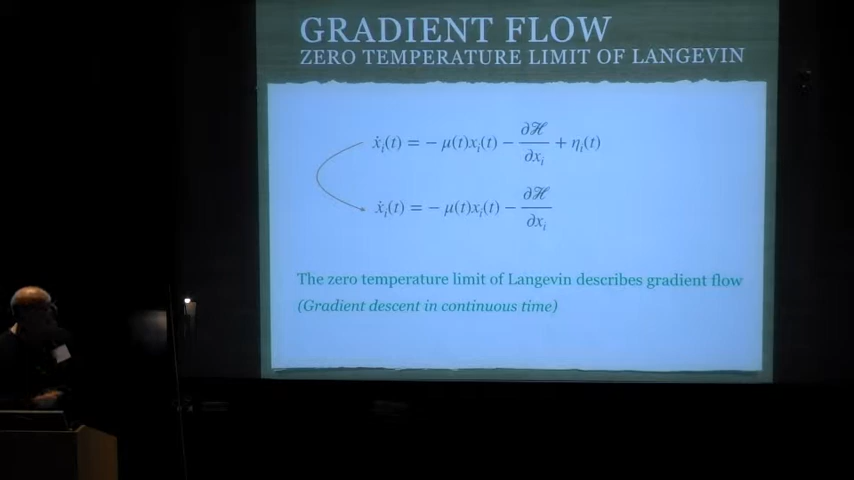 GRADIENT FLOW
ZERO TEMPERATURE LIMIT OF LANGEVIN
ẋᵢ(t) = − μ(t)xᵢ(t) − ∂ℋ/∂xᵢ + ηᵢ(t)
ẋᵢ(t) = − μ(t)xᵢ(t) − ∂ℋ/∂xᵢ
The zero temperature limit of Langevin describes gradient flow
(Gradient descent in continuous time)